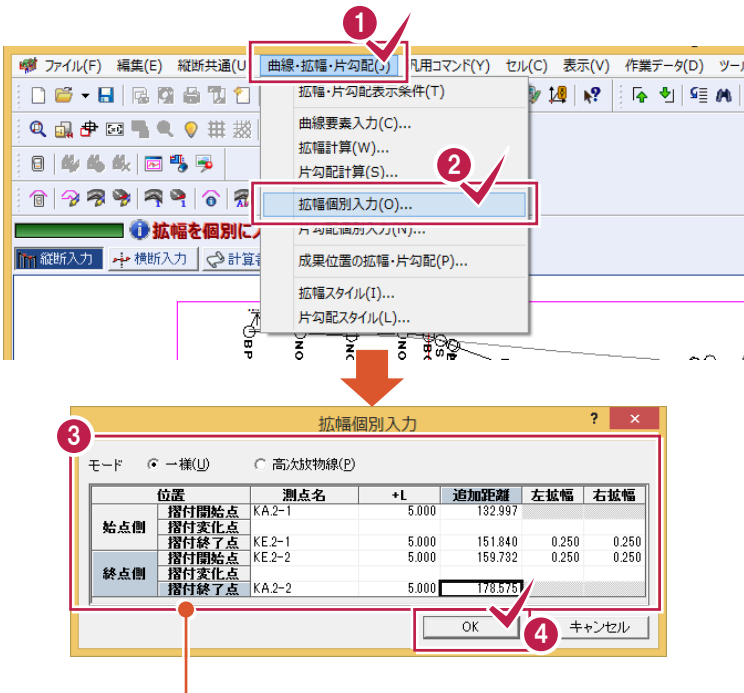 1
ファイル(F) 編集(E) 縦断共通(U 曲線・拡幅・片勾配(J) 汎用コマンド(Y) セル(C) 表示(V) 作業データ(D) ツー
拡幅・片勾配表示条件(T)
曲線要素入力(C)...
拡幅計算(W)...
片勾配計算(S)...
2
拡幅個別入力(O)...
片勾配個別入力(N)...
成果位置の拡幅・片勾配(P)...
拡幅スタイル(I)...
片勾配スタイル(L)...
拡幅を個別に入
縦断入力 横断入力 計算書
BP
NO
NO
NO
拡幅個別入力 ? ×
3
モード 一様(U) 高次放物線(P)
位置 測点名 +L 追加距離 左拡幅 右拡幅
始点側 摺付開始点 KA.2-1 5.000 132.997
摺付変化点
摺付終了点 KE.2-1 5.000 151.840 0.250 0.250
終点側 摺付開始点 KE.2-2 5.000 159.732 0.250 0.250
摺付変化点
摺付終了点 KA.2-2 5.000 178.575
OK 4 キャンセル